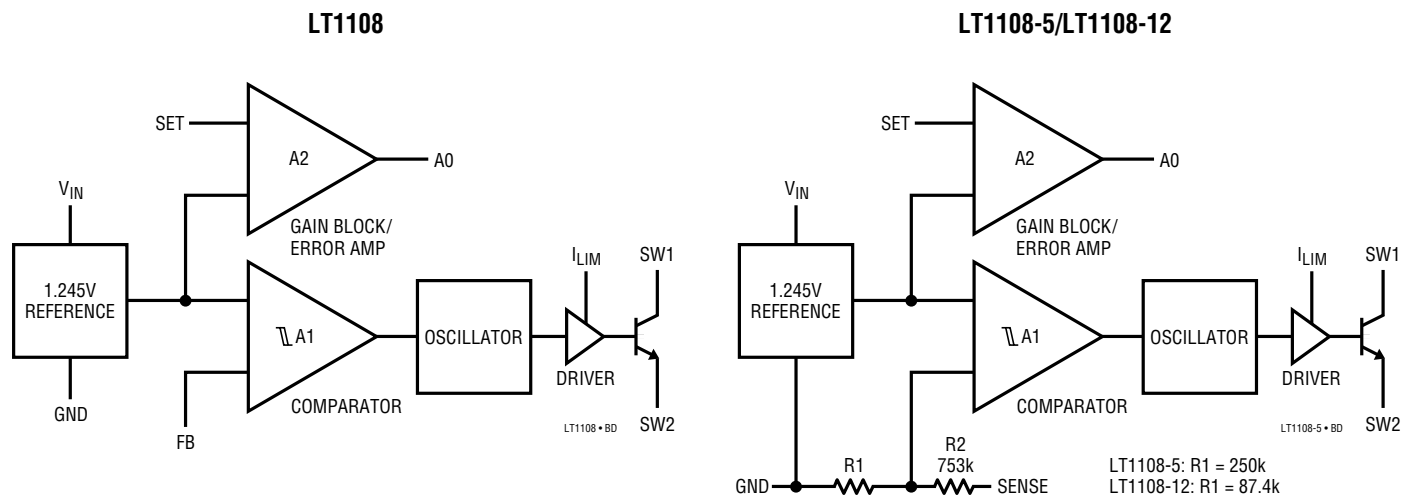 LT1108
SET
A2
A0
V_IN
GAIN BLOCK/
ERROR AMP
1.245V
REFERENCE
A1
OSCILLATOR
I_LIM
SW1
DRIVER
COMPARATOR
GND
FB
LT1108 • BD
SW2
LT1108-5/LT1108-12
SET
A2
A0
V_IN
GAIN BLOCK/
ERROR AMP
1.245V
REFERENCE
A1
OSCILLATOR
I_LIM
SW1
DRIVER
COMPARATOR
LT1108-5 • BD
SW2
GND
R1
R2
753k
SENSE
LT1108-5: R1 = 250k
LT1108-12: R1 = 87.4k